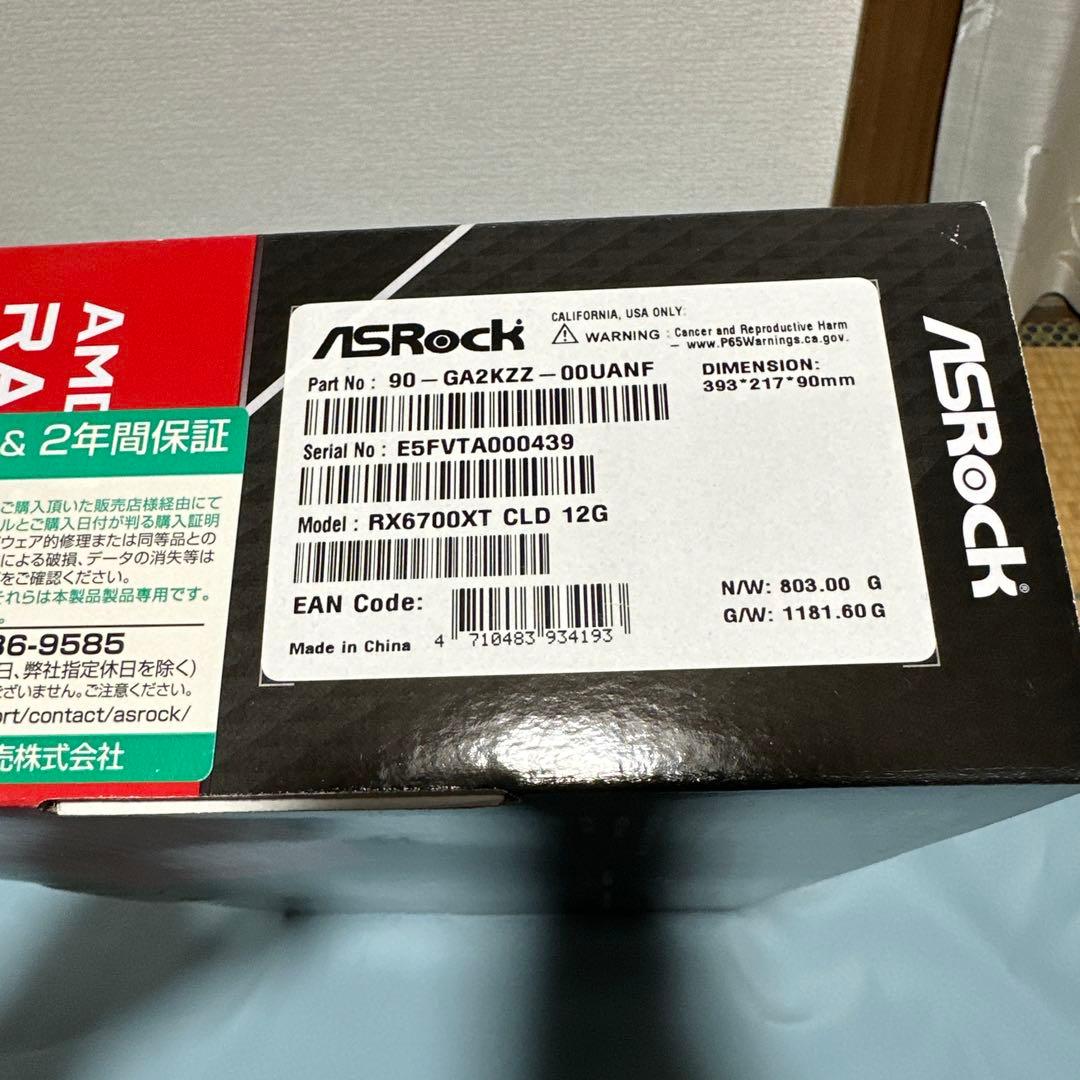 AMD
RA
& 2年間保証
ご購入頂いた販売店様経由にて
ルとご購入日付が判る購入証明
ウェア的修理または同等品との
による破損、データの消失等は
をご確認ください。
それらは本製品製品専用です。
36-9585
日、弊社指定休日を除く)
ざいません。ご注意ください。
ort/contact/asrock/
売株式会社
ASRock
CALIFORNIA, USA ONLY:
WARNING : Cancer and Reproductive Harm
– www.P65Warnings.ca.gov.
Part No : 90-GA2KZZ-00UANF
DIMENSION:
393*217*90mm
Serial No : E5FVTA000439
Model : RX6700XT CLD 12G
EAN Code:
4 710483 934193
Made in China
N/W: 803.00 G
G/W: 1181.60 G
ASRock®